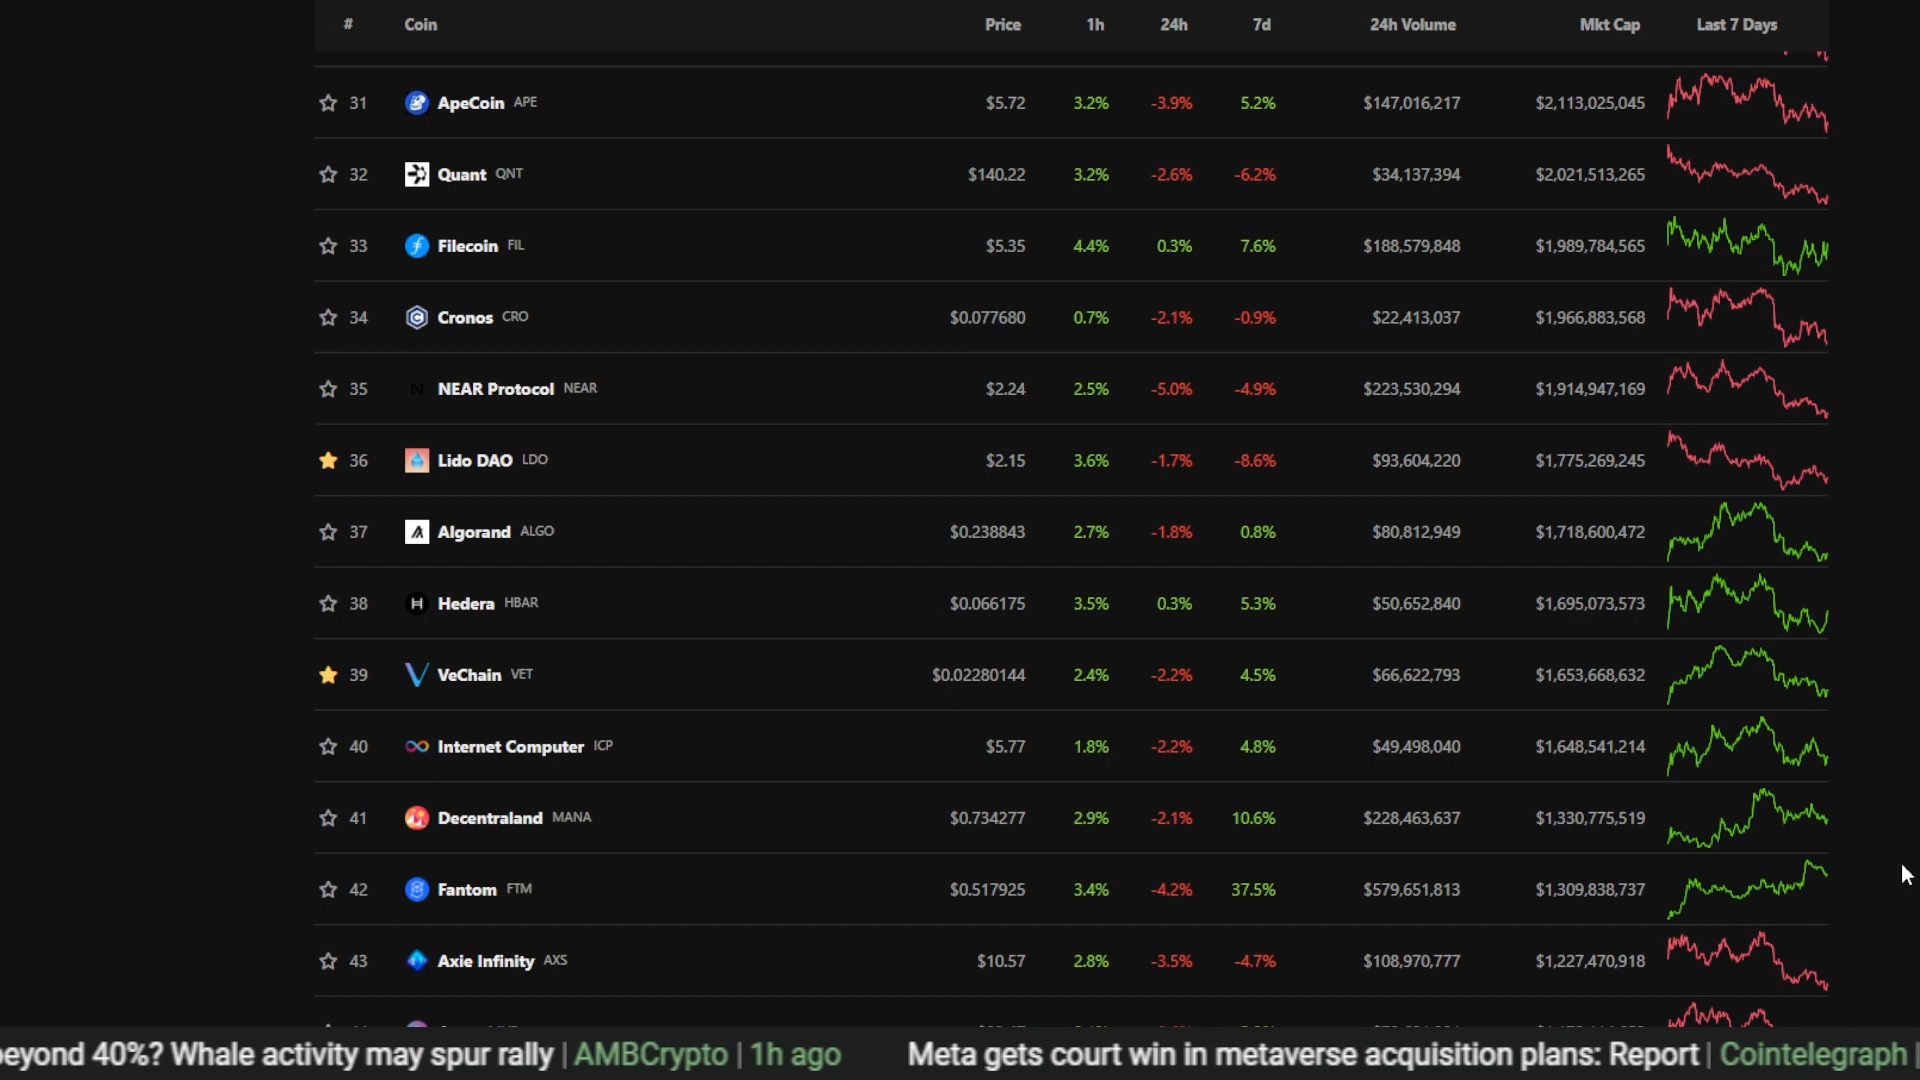 # Coin Price 1h 24h 7d 24h Volume Mkt Cap Last 7 Days
31 ApeCoin APE $5.72 3.2% -3.9% 5.2% $147,016,217 $2,113,025,045
32 Quant QNT $140.22 3.2% -2.6% -6.2% $34,137,394 $2,021,513,265
33 Filecoin FIL $5.35 4.4% 0.3% 7.6% $188,579,848 $1,989,784,565
34 Cronos CRO $0.077680 0.7% -2.1% -0.9% $22,413,037 $1,966,883,568
35 NEAR Protocol NEAR $2.24 2.5% -5.0% -4.9% $223,530,294 $1,914,947,169
36 Lido DAO LDO $2.15 3.6% -1.7% -8.6% $93,604,220 $1,775,269,245
37 Algorand ALGO $0.238843 2.7% -1.8% 0.8% $80,812,949 $1,718,600,472
38 Hedera HBAR $0.066175 3.5% 0.3% 5.3% $50,652,840 $1,695,073,573
39 VeChain VET $0.02280144 2.4% -2.2% 4.5% $66,622,793 $1,653,668,632
40 Internet Computer ICP $5.77 1.8% -2.2% 4.8% $49,498,040 $1,648,541,214
41 Decentraland MANA $0.734277 2.9% -2.1% 10.6% $228,463,637 $1,330,775,519
42 Fantom FTM $0.517925 3.4% -4.2% 37.5% $579,651,813 $1,309,838,737
43 Axie Infinity AXS $10.57 2.8% -3.5% -4.7% $108,970,777 $1,227,470,918
beyond 40%? Whale activity may spur rally | AMBCrypto | 1h ago Meta gets court win in metaverse acquisition plans: Report | Cointelegraph |